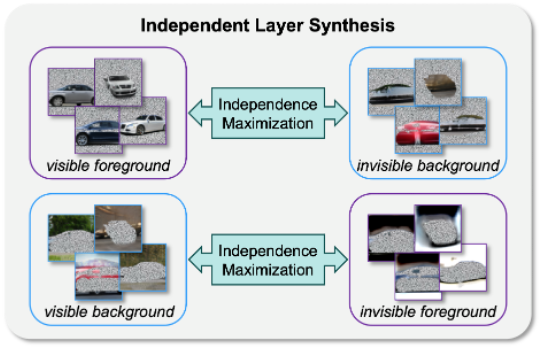 Independent Layer Synthesis
Independence
Maximization
visible foreground
invisible background
Independence
Maximization
visible background
invisible foreground